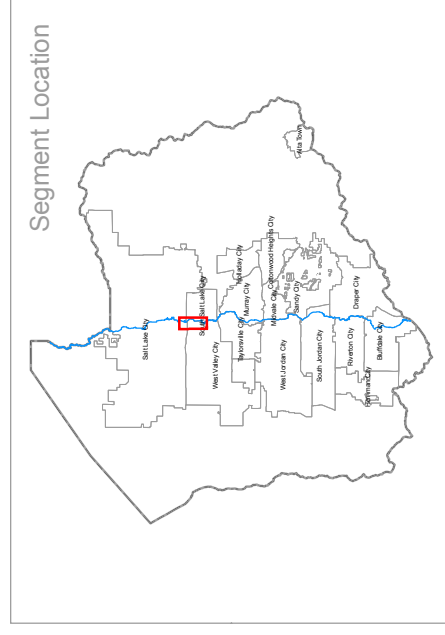 Segment Location
Salt Lake City
South Salt Lake City
West Valley City
Holladay City
Taylorsville City
Murray City
Cottonwood Heights City
Midvale City
Alta Town
West Jordan City
Sandy City
South Jordan City
Draper City
Riverton City
Bluffdale City
Herriman City